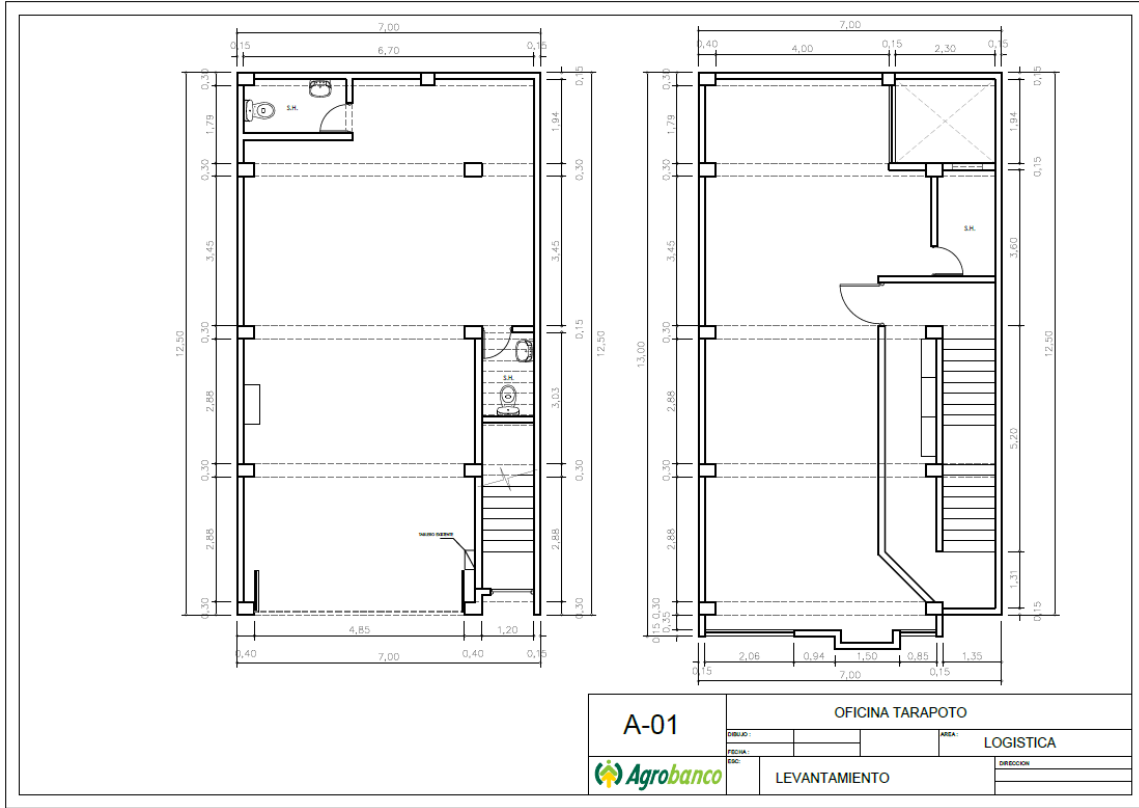 7,00
0,15 6,70 0,15
0,30
1,79
0,30
3,45
0,30
2,88
0,30
2,88
0,30
12,50
0,15
1,94
3,45
0,15
3,03
0,30
2,88
0,30
12,50
S.H.
S.H.
TABLERO EXISTENTE
4,85 1,20
0,40 0,40 0,15
7,00
7,00
0,40 4,00 0,15 2,30 0,15
0,30
1,79
0,30
3,45
0,30
2,88
0,30
2,88
0,30
0,35
0,15
13,00
0,15
1,94
0,15
3,60
5,20
1,31
0,15
12,50
S.H.
2,06 0,94 1,50 0,85 1,35
0,15 0,15
7,00
A-01
OFICINA TARAPOTO
DIBUJO :
FECHA :
AREA :
LOGISTICA
Agrobanco
ESC:
LEVANTAMIENTO
DIRECCION